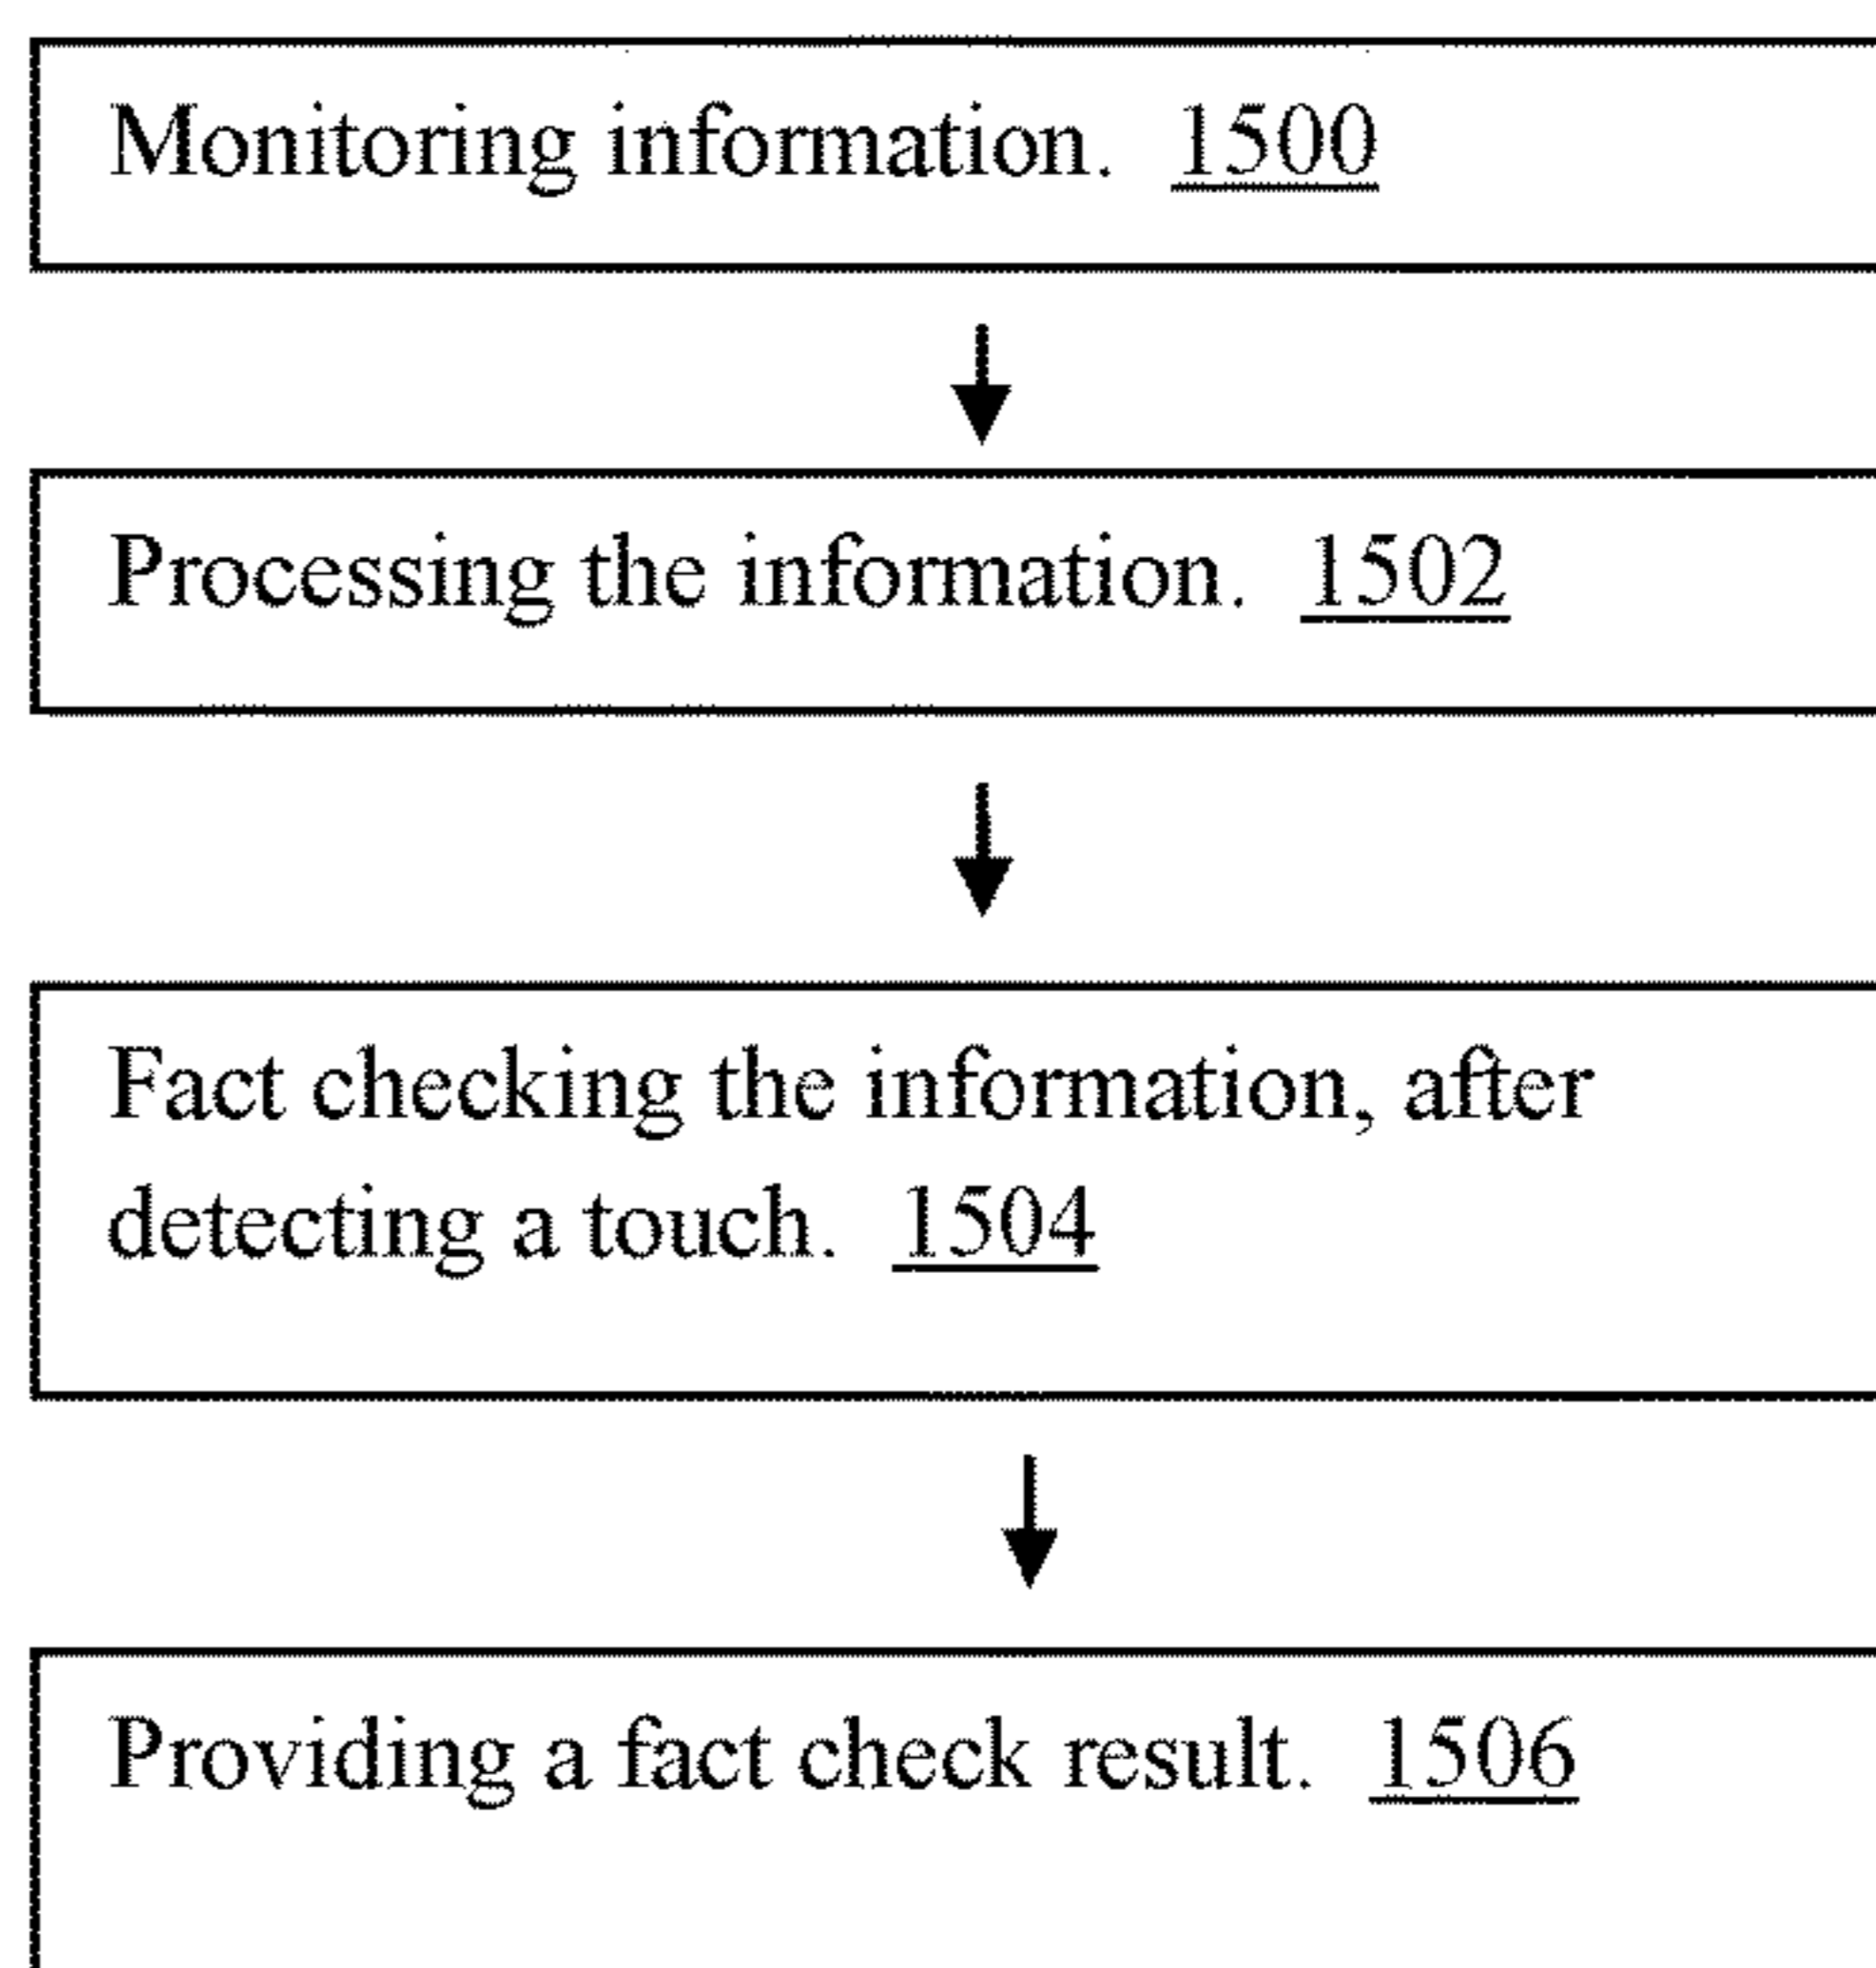 Monitoring information. 1500
Processing the information. 1502
Fact checking the information, after
detecting a touch. 1504
Providing a fact check result. 1506